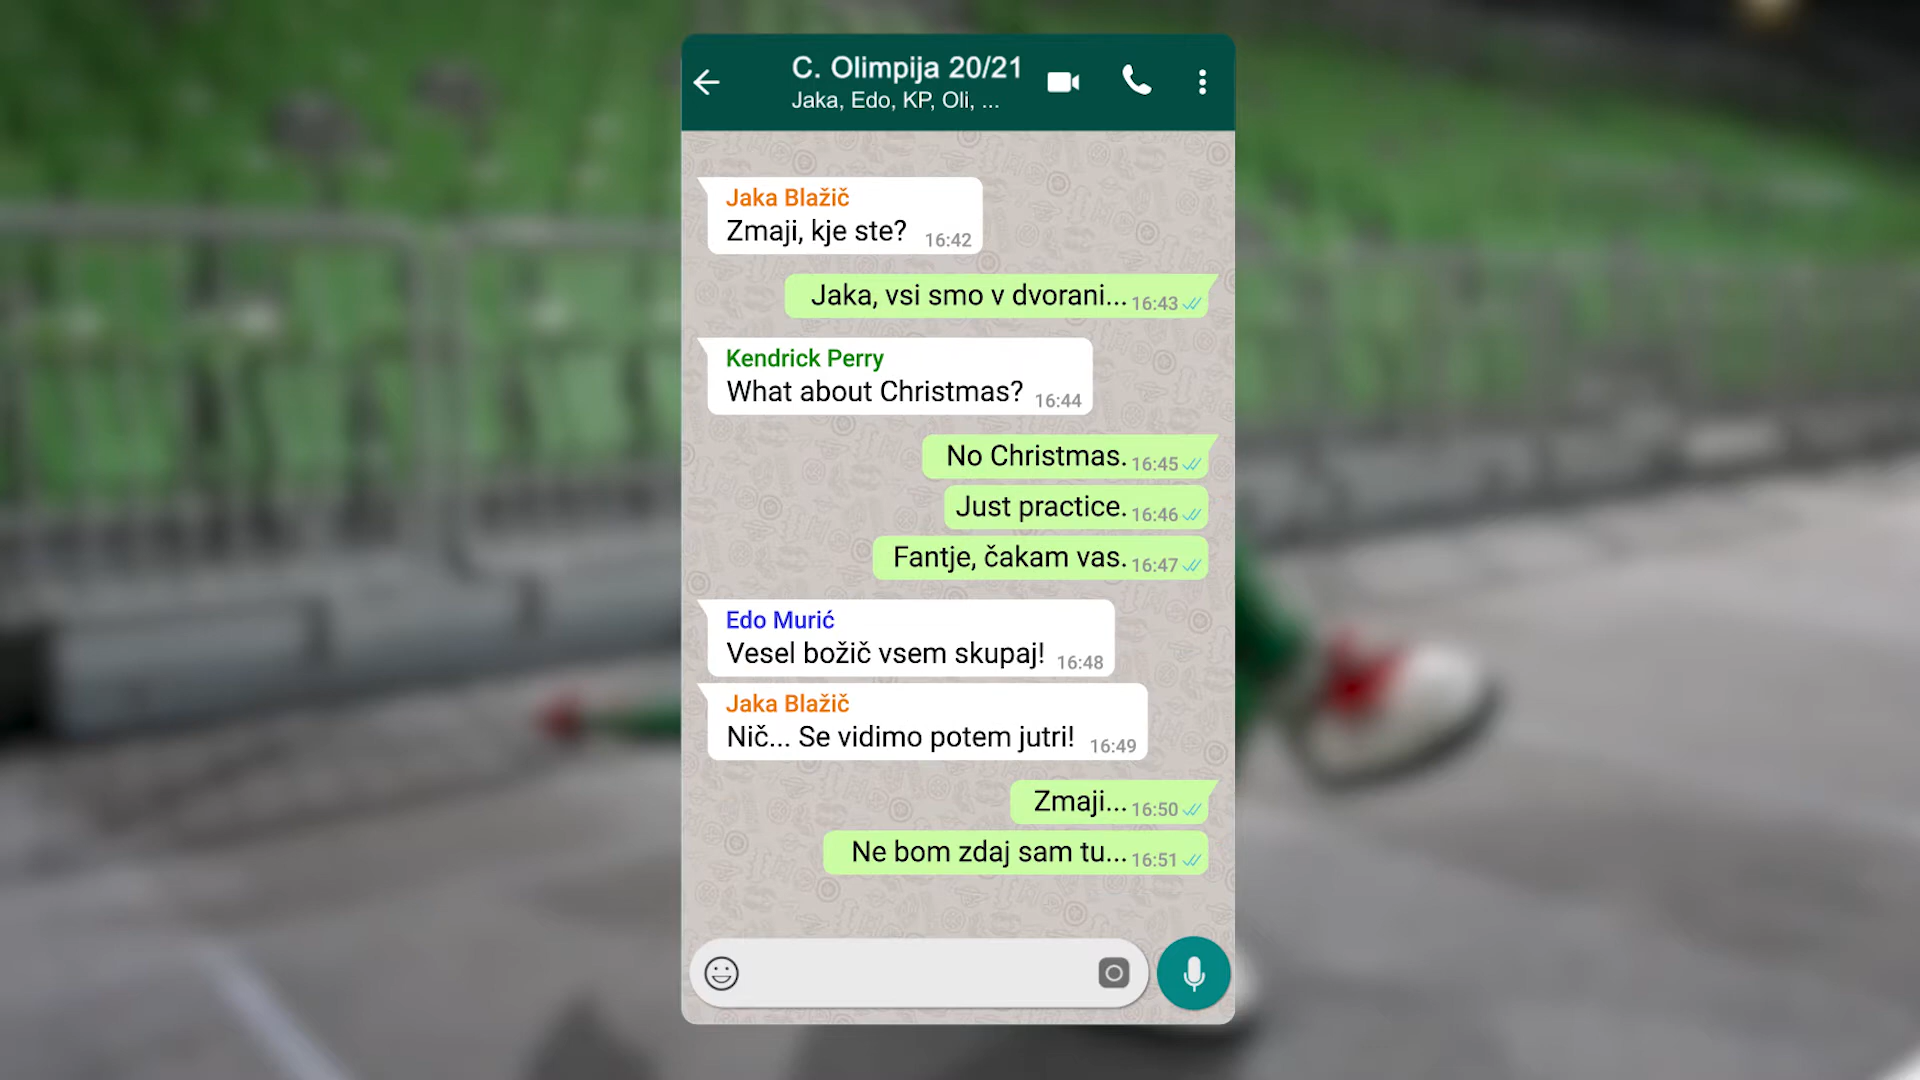 C. Olimpija 20/21
Jaka, Edo, KP, Oli, ...
Jaka Blažič
Zmaji, kje ste? 16:42
Jaka, vsi smo v dvorani... 16:43
Kendrick Perry
What about Christmas? 16:44
No Christmas. 16:45
Just practice. 16:46
Fantje, čakam vas. 16:47
Edo Murić
Vesel božič vsem skupaj! 16:48
Jaka Blažič
Nič... Se vidimo potem jutri! 16:49
Zmaji... 16:50
Ne bom zdaj sam tu... 16:51